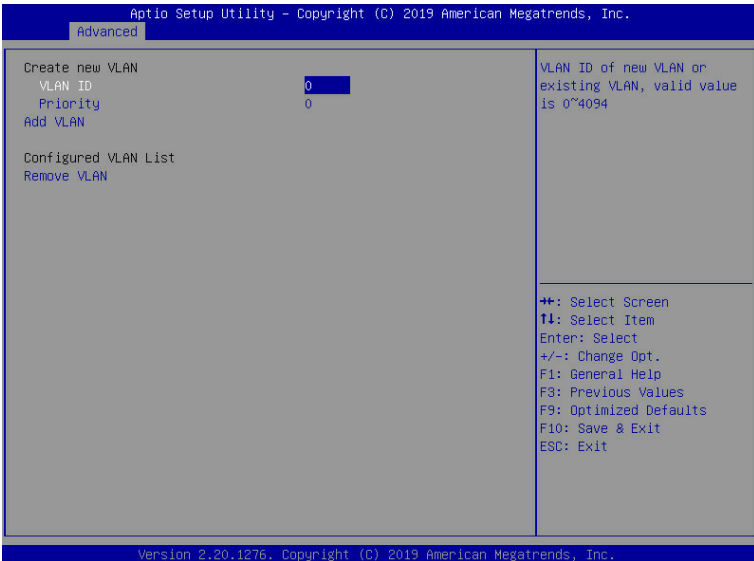 Aptio Setup Utility – Copyright (C) 2019 American Megatrends, Inc.
Advanced
Create new VLAN
VLAN ID 0
Priority 0
Add VLAN
Configured VLAN List
Remove VLAN
VLAN ID of new VLAN or
existing VLAN, valid value
is 0~4094
→←: Select Screen
↑↓: Select Item
Enter: Select
+/-: Change Opt.
F1: General Help
F3: Previous Values
F9: Optimized Defaults
F10: Save & Exit
ESC: Exit
Version 2.20.1276. Copyright (C) 2019 American Megatrends, Inc.